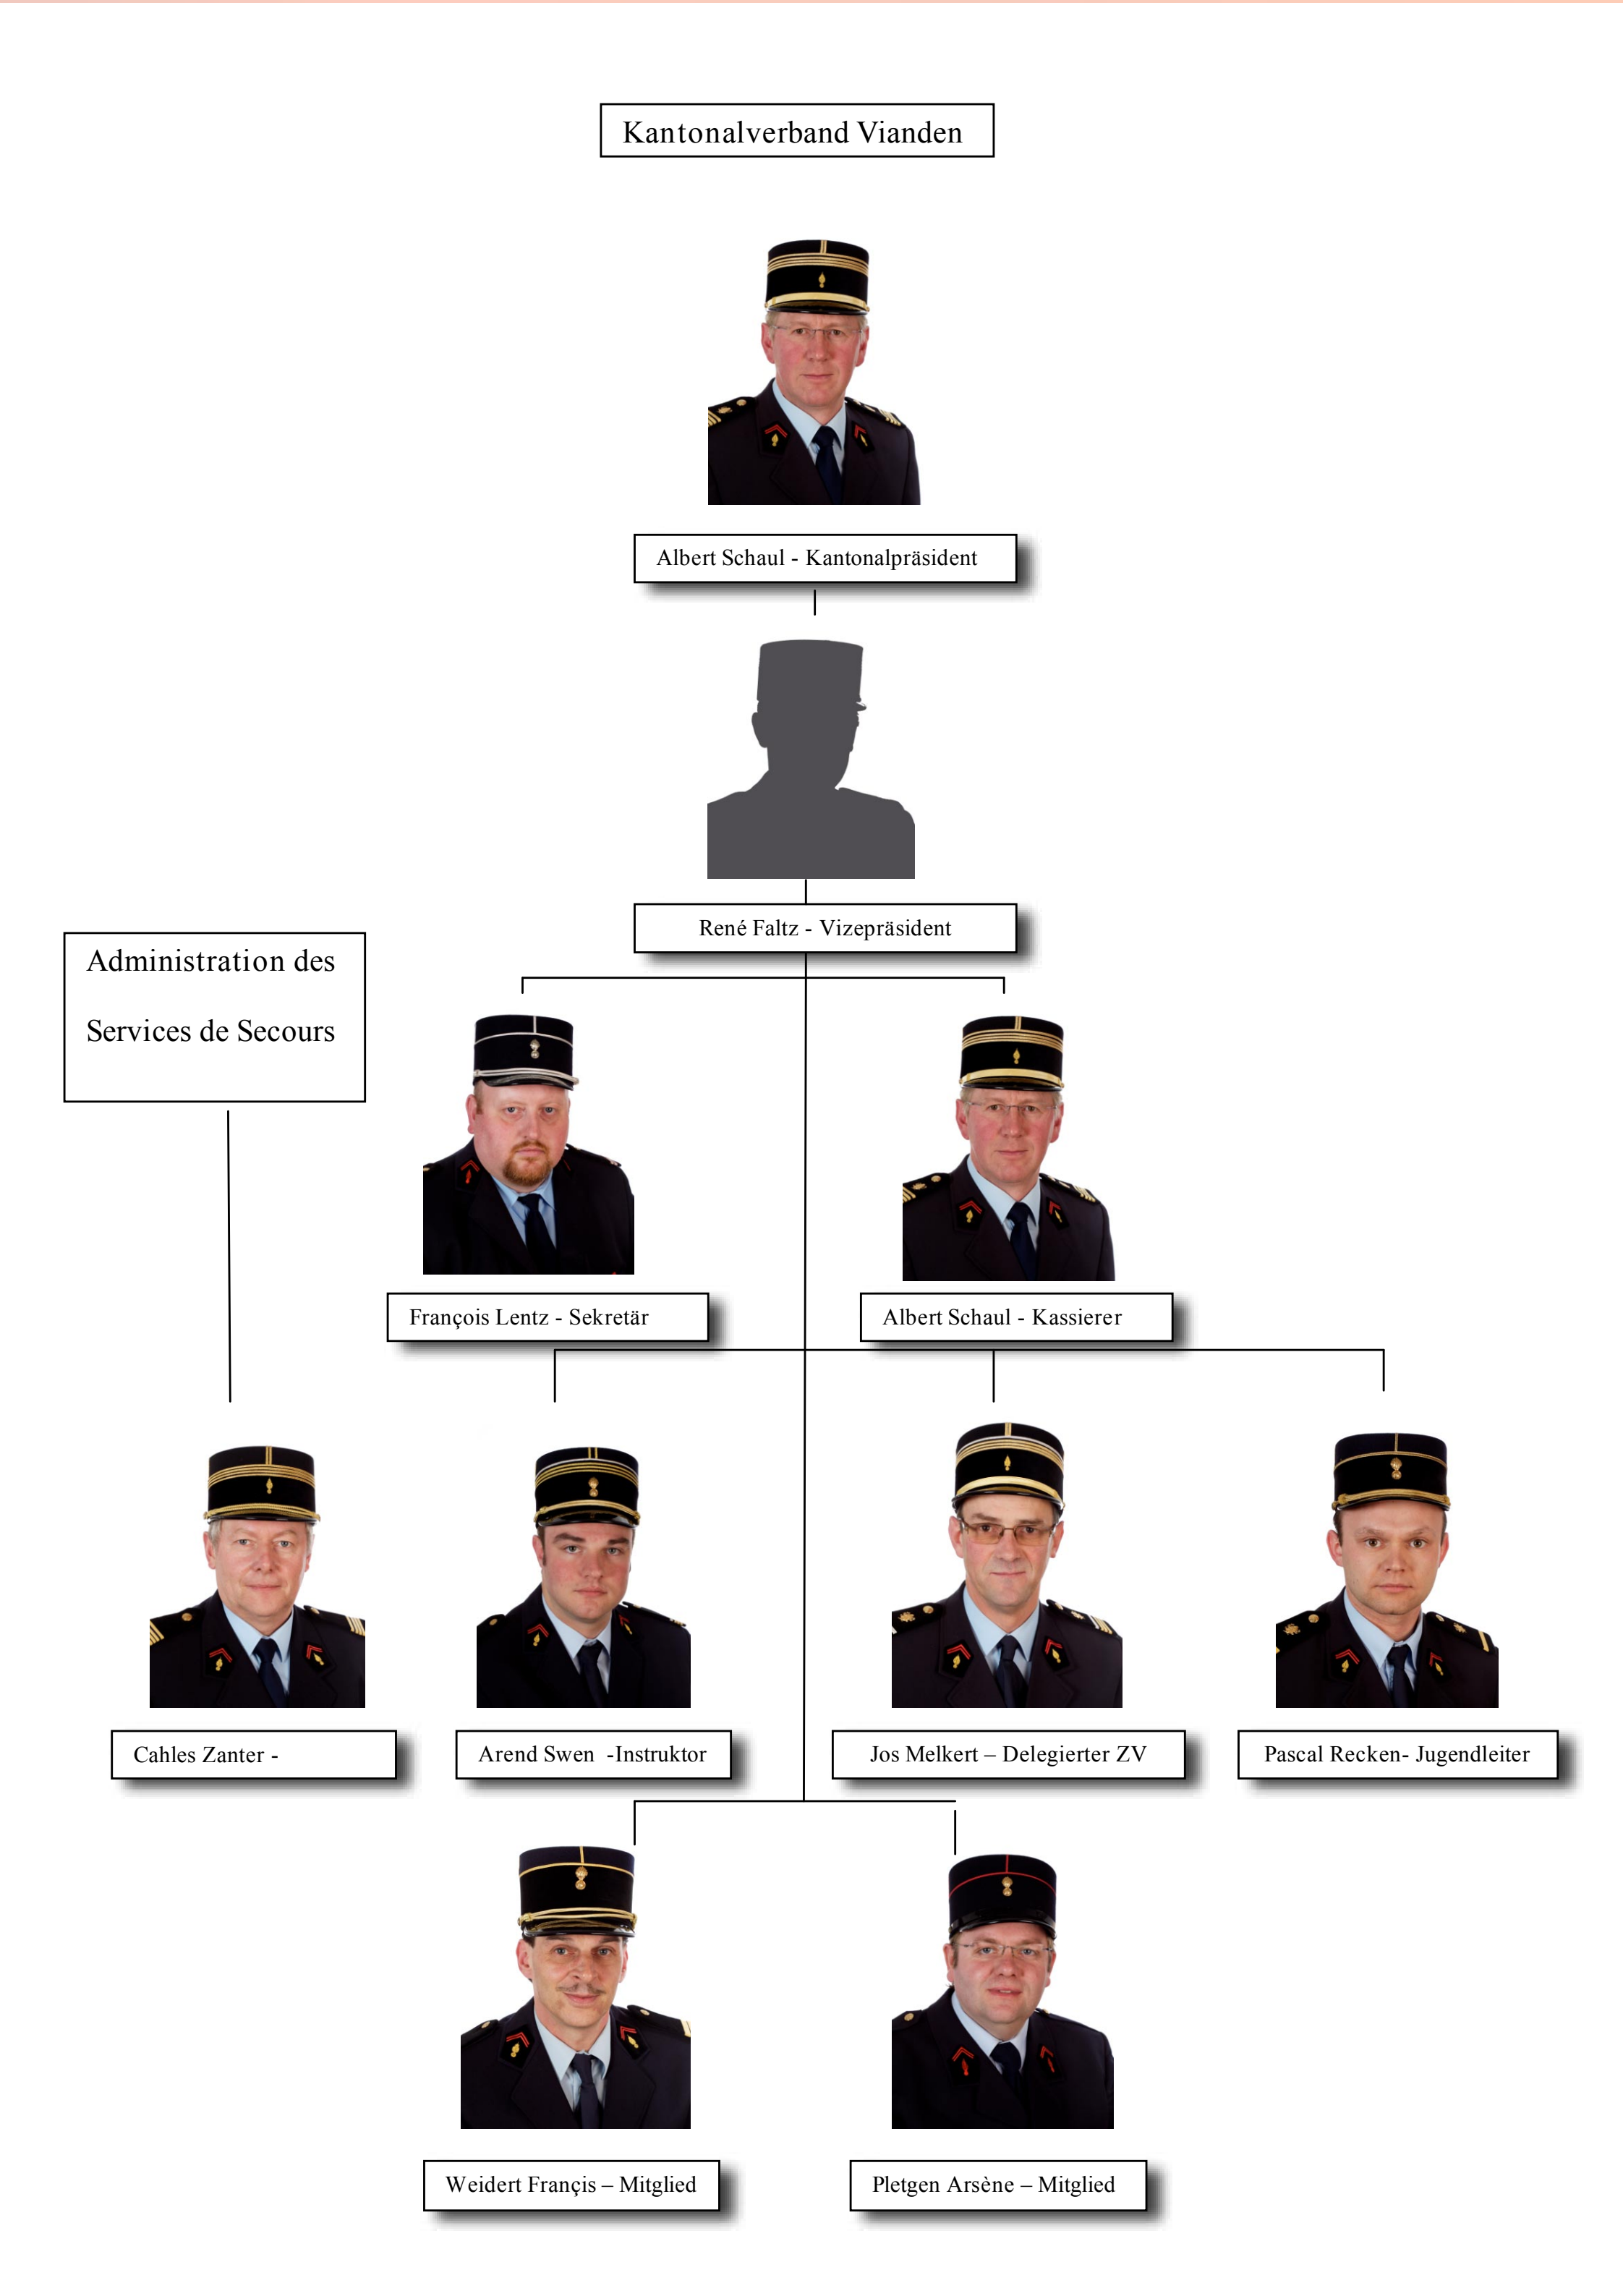 Kantonalverband Vianden
Albert Schaul - Kantonalpräsident
René Faltz - Vizepräsident
Administration des
Services de Secours
François Lentz - Sekretär
Albert Schaul - Kassierer
Cahles Zanter -
Arend Swen  -Instruktor
Jos Melkert – Delegierter ZV
Pascal Recken- Jugendleiter
Weidert Françis – Mitglied
Pletgen Arsène – Mitglied